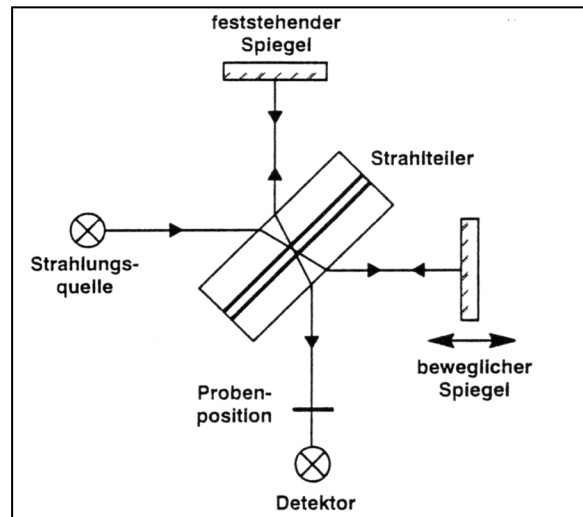 feststehender
Spiegel
Strahlteiler
Strahlungs-
quelle
beweglicher
Spiegel
Proben-
position
Detektor